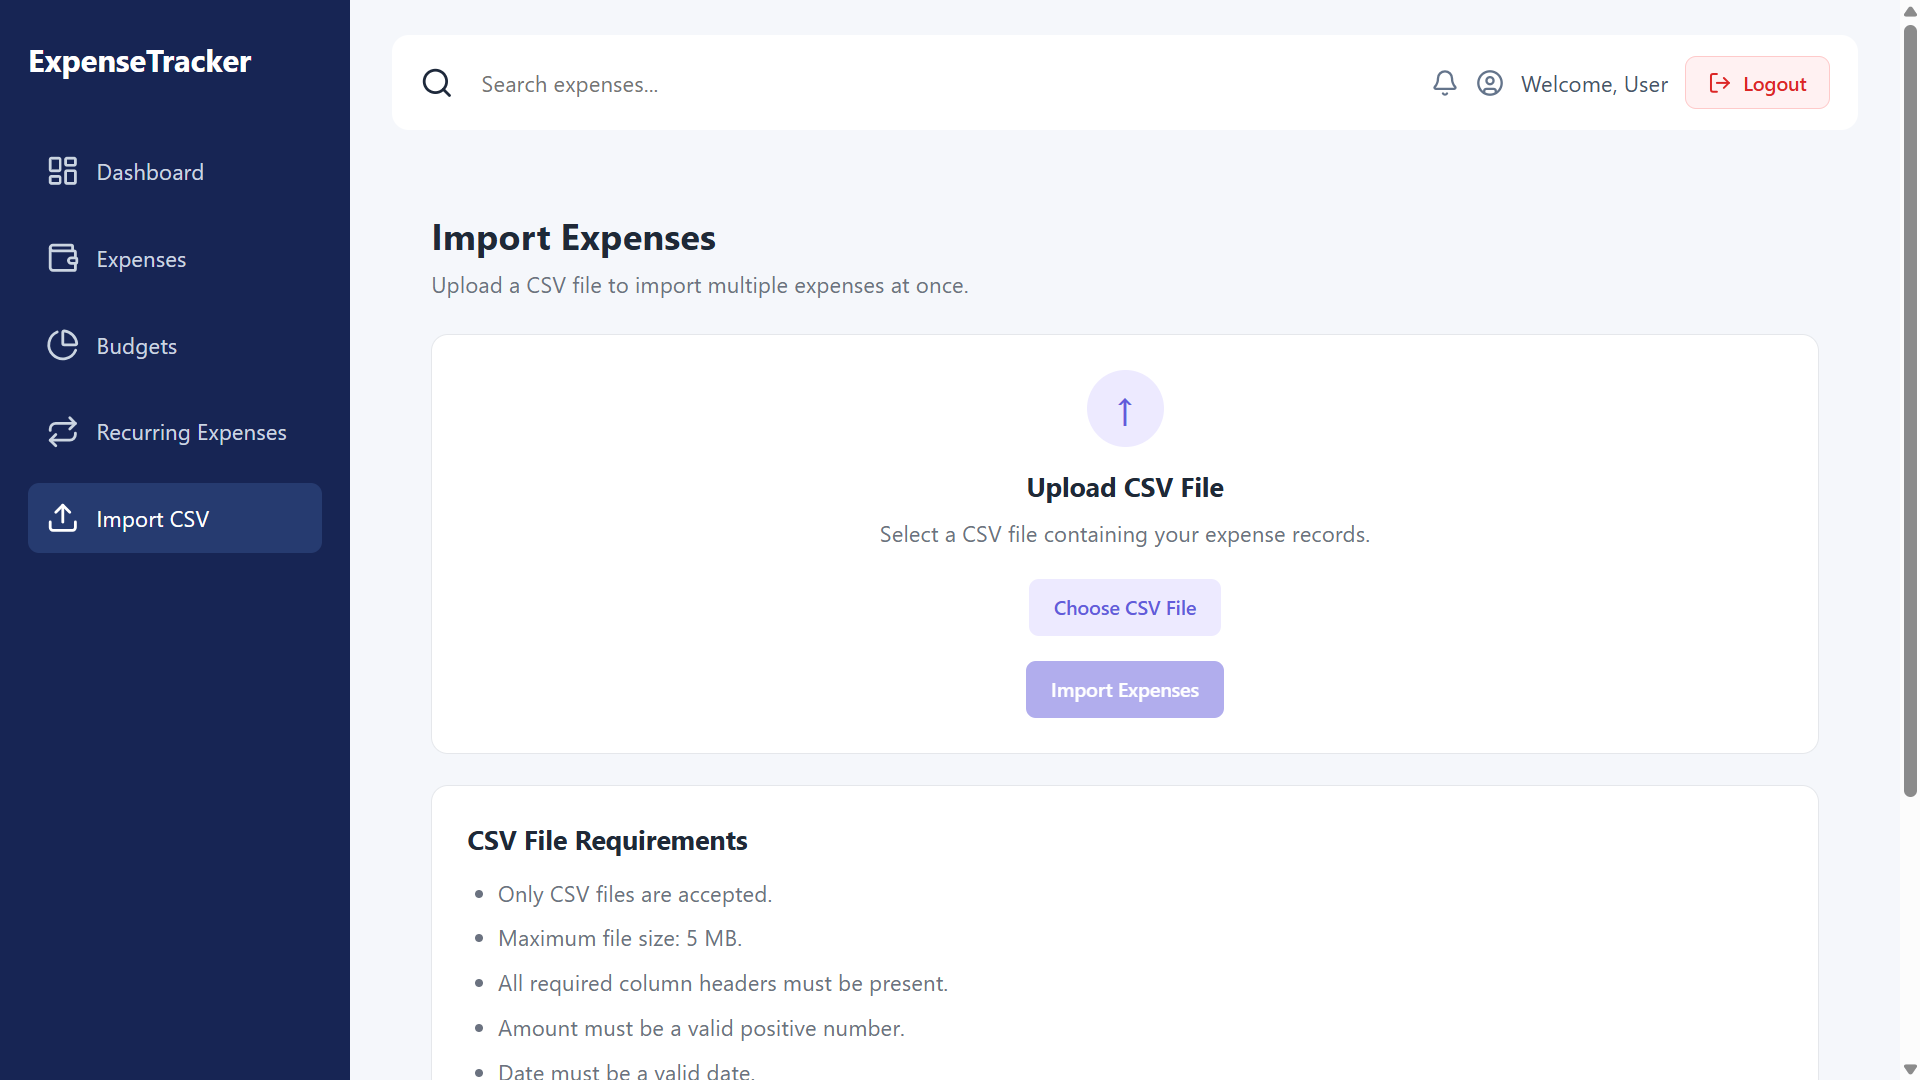 ExpenseTracker
Search expenses...
Welcome, User
Logout
Dashboard
Expenses
Budgets
Recurring Expenses
Import CSV
Import Expenses
Upload a CSV file to import multiple expenses at once.
↑
Upload CSV File
Select a CSV file containing your expense records.
Choose CSV File
Import Expenses
CSV File Requirements
• Only CSV files are accepted.
• Maximum file size: 5 MB.
• All required column headers must be present.
• Amount must be a valid positive number.
• Date must be a valid date.